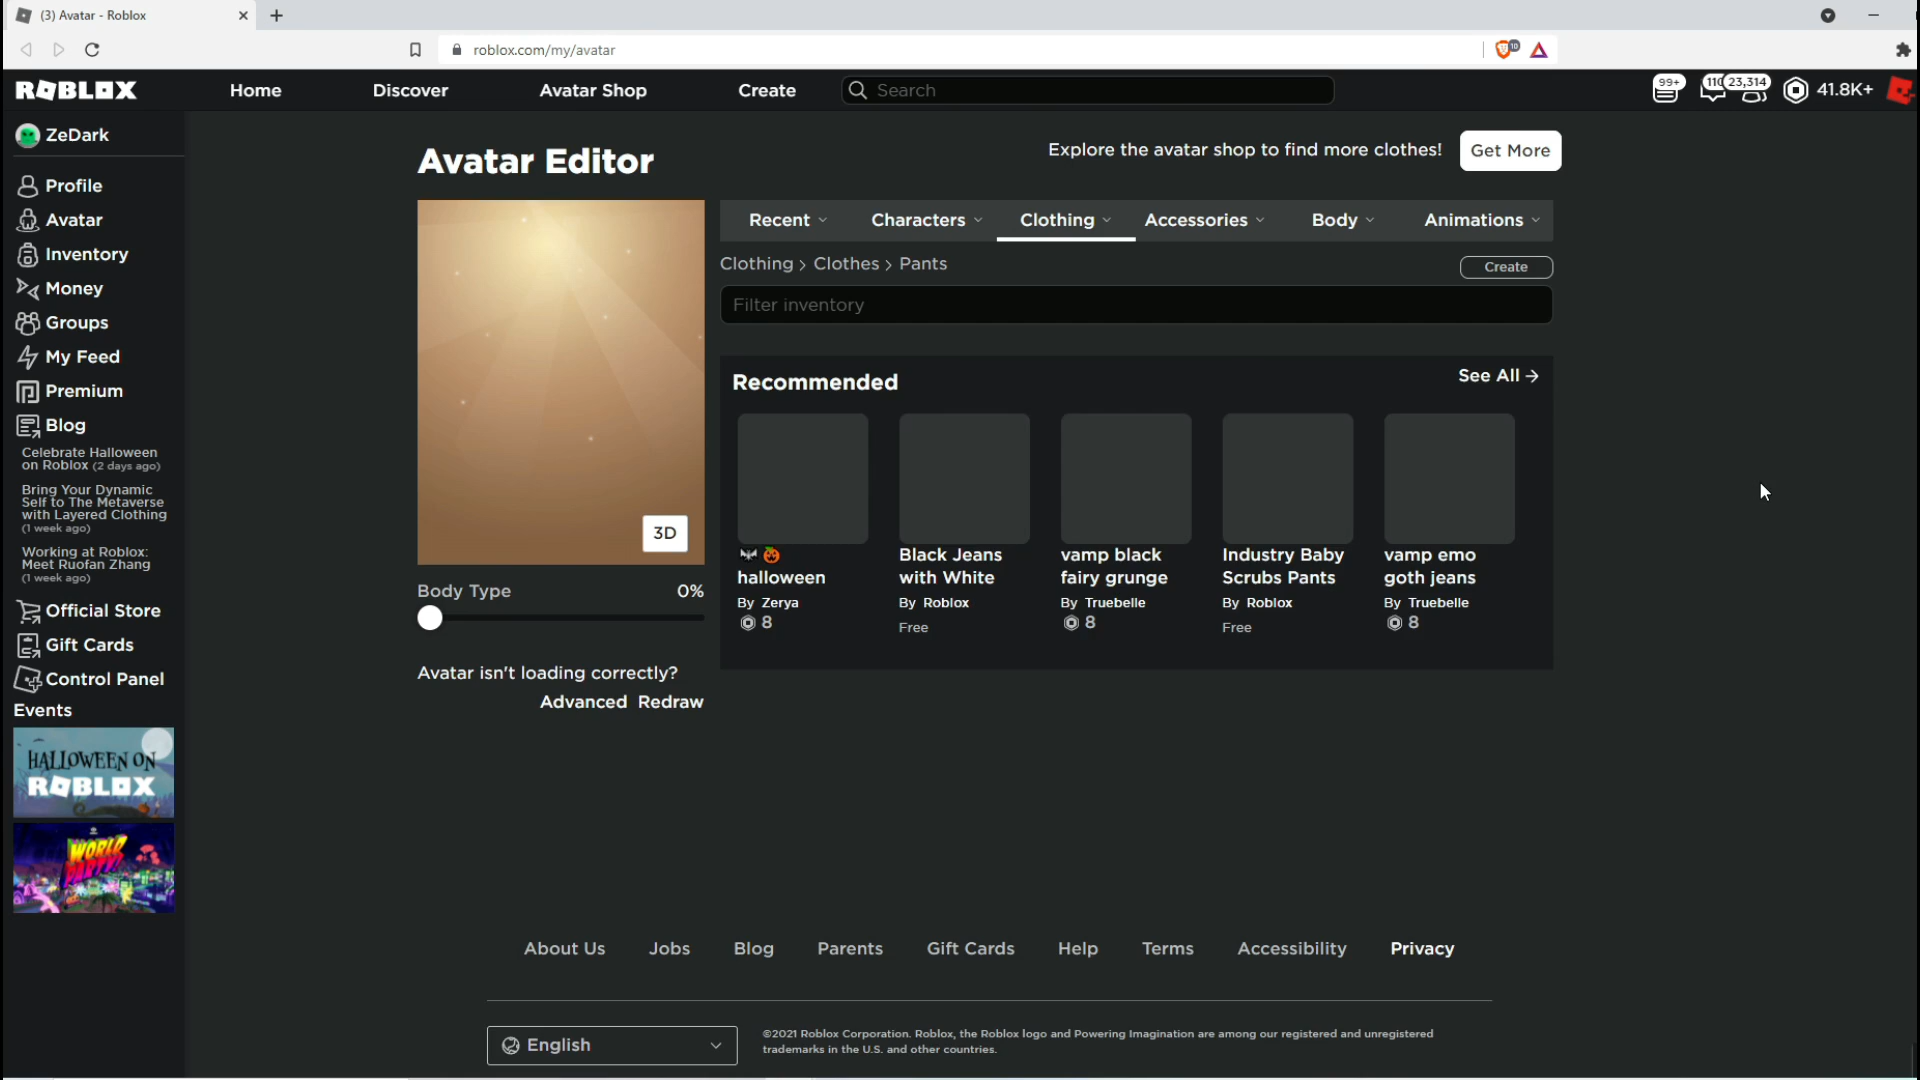 (3) Avatar - Roblox
roblox.com/my/avatar
10
ROBLOX
Home
Discover
Avatar Shop
Create
Search
99+
110
23,314
41.8K+
ZeDark
Profile
Avatar
Inventory
Money
Groups
My Feed
Premium
Blog
Celebrate Halloween
on Roblox (2 days ago)
Bring Your Dynamic
Self to The Metaverse
with Layered Clothing
(1 week ago)
Working at Roblox:
Meet Ruofan Zhang
(1 week ago)
Official Store
Gift Cards
Control Panel
Events
HALLOWEEN ON
ROBLOX
WORLD
PARTY!
Avatar Editor
Explore the avatar shop to find more clothes!
Get More
3D
Body Type
0%
Avatar isn't loading correctly?
Advanced Redraw
Recent
Characters
Clothing
Accessories
Body
Animations
Clothing > Clothes > Pants
Create
Filter inventory
Recommended
See All →
🦇🎃
halloween
By Zerya
8
Black Jeans
with White
By Roblox
Free
vamp black
fairy grunge
By Truebelle
8
Industry Baby
Scrubs Pants
By Roblox
Free
vamp emo
goth jeans
By Truebelle
8
About Us
Jobs
Blog
Parents
Gift Cards
Help
Terms
Accessibility
Privacy
English
©2021 Roblox Corporation. Roblox, the Roblox logo and Powering Imagination are among our registered and unregistered
trademarks in the U.S. and other countries.